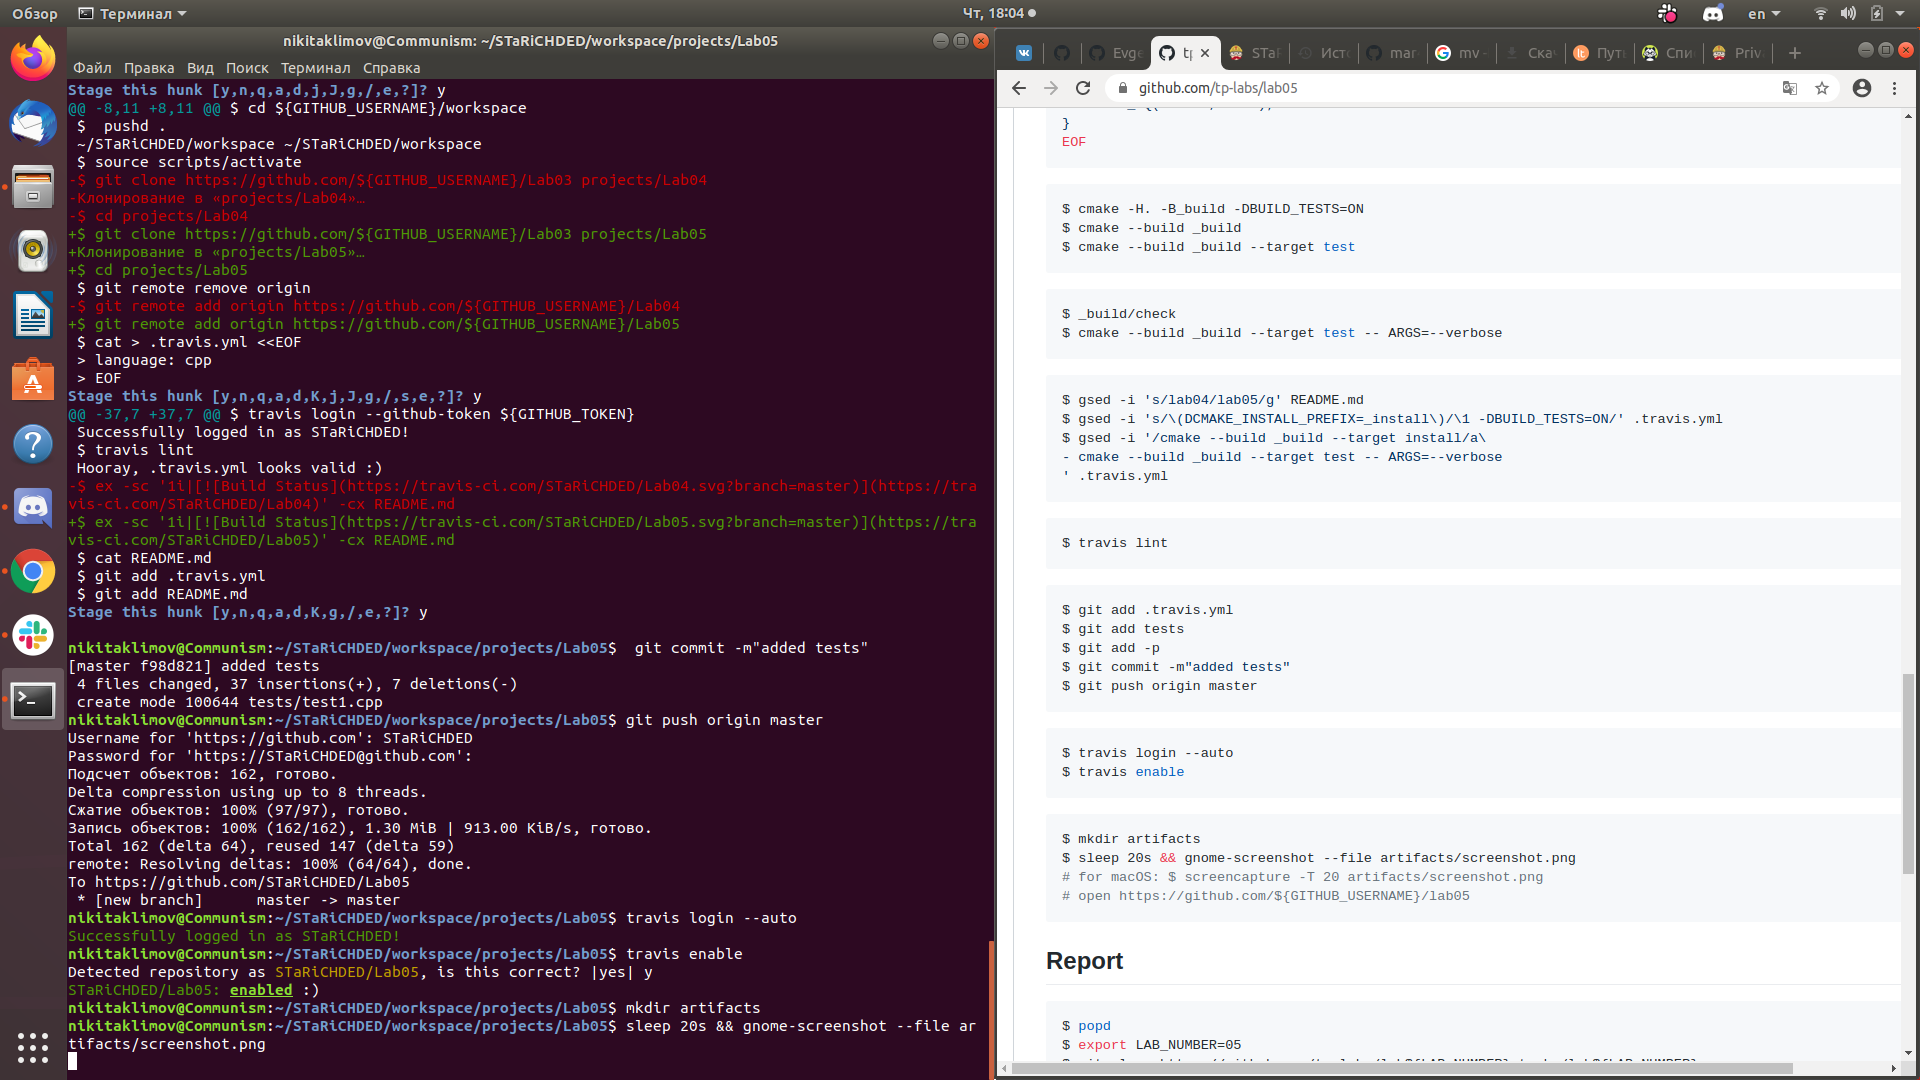 Обзор
Терминал
Чт, 18:04
en
nikitaklimov@Communism: ~/STaRiCHDED/workspace/projects/Lab05
Файл Правка Вид Поиск Терминал Справка
Stage this hunk [y,n,q,a,d,j,J,g,/,e,?]? y
@@ -8,11 +8,11 @@ $ cd ${GITHUB_USERNAME}/workspace
$  pushd .
~/STaRiCHDED/workspace ~/STaRiCHDED/workspace
$ source scripts/activate
-$ git clone https://github.com/${GITHUB_USERNAME}/Lab03 projects/Lab04
-Клонирование в «projects/Lab04»…
-$ cd projects/Lab04
+$ git clone https://github.com/${GITHUB_USERNAME}/Lab03 projects/Lab05
+Клонирование в «projects/Lab05»…
+$ cd projects/Lab05
$ git remote remove origin
-$ git remote add origin https://github.com/${GITHUB_USERNAME}/Lab04
+$ git remote add origin https://github.com/${GITHUB_USERNAME}/Lab05
$ cat > .travis.yml <<EOF
> language: cpp
> EOF
Stage this hunk [y,n,q,a,d,K,j,J,g,/,s,e,?]? y
@@ -37,7 +37,7 @@ $ travis login --github-token ${GITHUB_TOKEN}
Successfully logged in as STaRiCHDED!
$ travis lint
Hooray, .travis.yml looks valid :)
-$ ex -sc '1i|[![Build Status](https://travis-ci.com/STaRiCHDED/Lab04.svg?branch=master)](https://tra
vis-ci.com/STaRiCHDED/Lab04)' -cx README.md
+$ ex -sc '1i|[![Build Status](https://travis-ci.com/STaRiCHDED/Lab05.svg?branch=master)](https://tra
vis-ci.com/STaRiCHDED/Lab05)' -cx README.md
$ cat README.md
$ git add .travis.yml
$ git add README.md
Stage this hunk [y,n,q,a,d,K,g,/,e,?]? y
nikitaklimov@Communism:~/STaRiCHDED/workspace/projects/Lab05$  git commit -m"added tests"
[master f98d821] added tests
4 files changed, 37 insertions(+), 7 deletions(-)
create mode 100644 tests/test1.cpp
nikitaklimov@Communism:~/STaRiCHDED/workspace/projects/Lab05$ git push origin master
Username for 'https://github.com': STaRiCHDED
Password for 'https://STaRiCHDED@github.com':
Подсчет объектов: 162, готово.
Delta compression using up to 8 threads.
Сжатие объектов: 100% (97/97), готово.
Запись объектов: 100% (162/162), 1.30 MiB | 913.00 KiB/s, готово.
Total 162 (delta 64), reused 147 (delta 59)
remote: Resolving deltas: 100% (64/64), done.
To https://github.com/STaRiCHDED/Lab05
* [new branch]      master -> master
nikitaklimov@Communism:~/STaRiCHDED/workspace/projects/Lab05$ travis login --auto
Successfully logged in as STaRiCHDED!
nikitaklimov@Communism:~/STaRiCHDED/workspace/projects/Lab05$ travis enable
Detected repository as STaRiCHDED/Lab05, is this correct? |yes| y
STaRiCHDED/Lab05: enabled :)
nikitaklimov@Communism:~/STaRiCHDED/workspace/projects/Lab05$ mkdir artifacts
nikitaklimov@Communism:~/STaRiCHDED/workspace/projects/Lab05$ sleep 20s && gnome-screenshot --file ar
tifacts/screenshot.png
Evge tp STaR Ист mar mv - Ска Пут Спи Priv
github.com/tp-labs/lab05
}
EOF
$ cmake -H. -B_build -DBUILD_TESTS=ON
$ cmake --build _build
$ cmake --build _build --target test
$ _build/check
$ cmake --build _build --target test -- ARGS=--verbose
$ gsed -i 's/lab04/lab05/g' README.md
$ gsed -i 's/\(DCMAKE_INSTALL_PREFIX=_install\)/\1 -DBUILD_TESTS=ON/' .travis.yml
$ gsed -i '/cmake --build _build --target install/a\
- cmake --build _build --target test -- ARGS=--verbose
' .travis.yml
$ travis lint
$ git add .travis.yml
$ git add tests
$ git add -p
$ git commit -m"added tests"
$ git push origin master
$ travis login --auto
$ travis enable
$ mkdir artifacts
$ sleep 20s && gnome-screenshot --file artifacts/screenshot.png
# for macOS: $ screencapture -T 20 artifacts/screenshot.png
# open https://github.com/${GITHUB_USERNAME}/lab05
Report
$ popd
$ export LAB_NUMBER=05